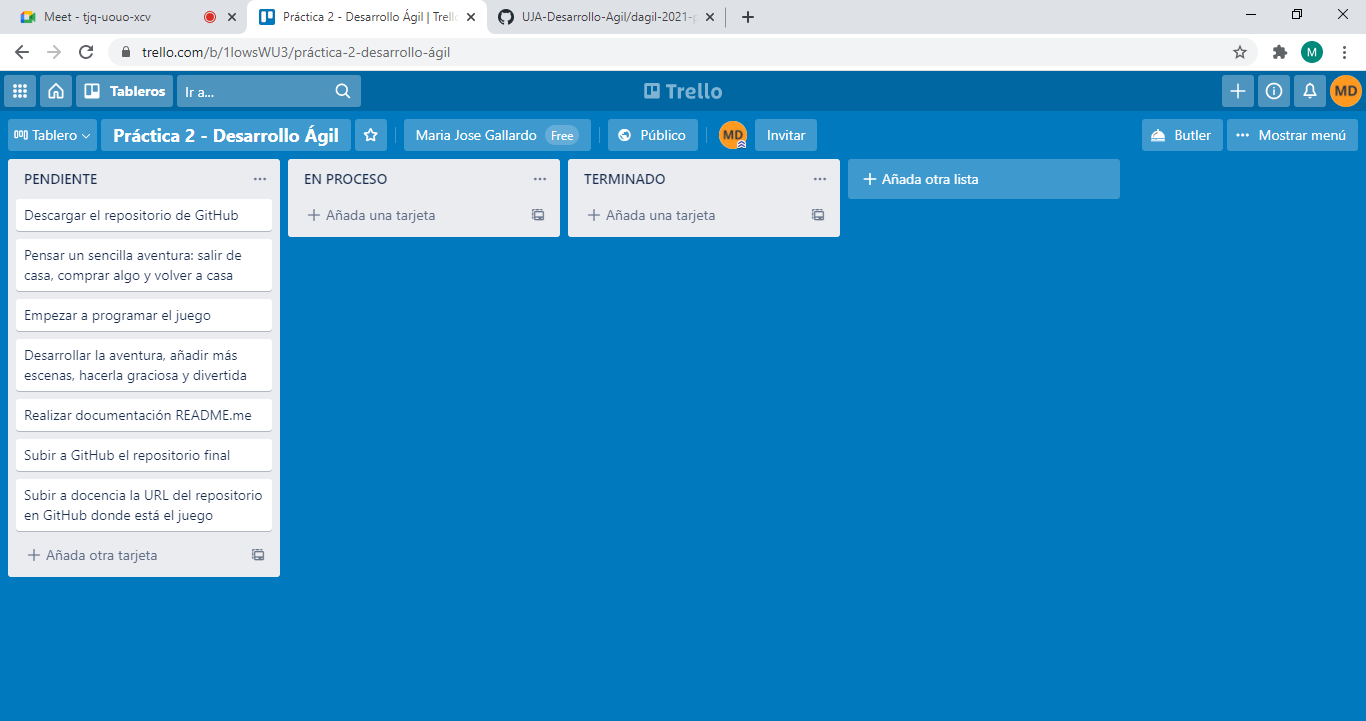 Meet - tjq-uouo-xcv
Práctica 2 - Desarrollo Ágil | Trello
UJA-Desarrollo-Agil/dagil-2021-p
trello.com/b/1IowsWU3/práctica-2-desarrollo-ágil
M
Tableros
Ir a...
Trello
MD
Tablero
Práctica 2 - Desarrollo Ágil
Maria Jose Gallardo
Free
Público
MD
Invitar
Butler
Mostrar menú
PENDIENTE
Descargar el repositorio de GitHub
Pensar un sencilla aventura: salir de
casa, comprar algo y volver a casa
Empezar a programar el juego
Desarrollar la aventura, añadir más
escenas, hacerla graciosa y divertida
Realizar documentación README.me
Subir a GitHub el repositorio final
Subir a docencia la URL del repositorio
en GitHub donde está el juego
Añada otra tarjeta
EN PROCESO
Añada una tarjeta
TERMINADO
Añada una tarjeta
Añada otra lista